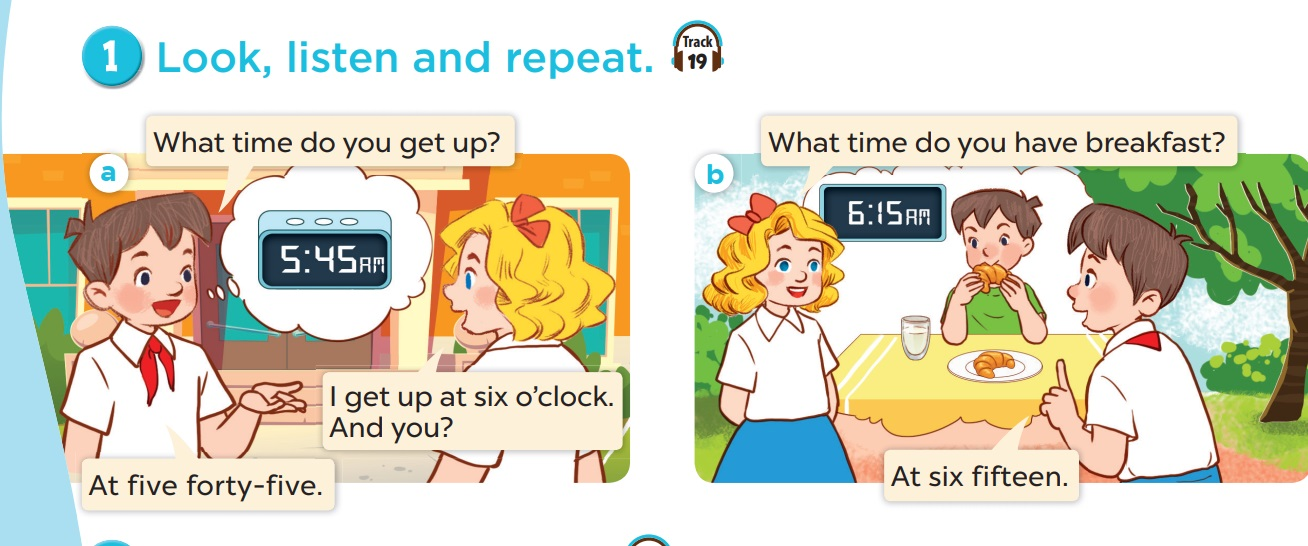 1 Look, listen and repeat. Track
19
a
What time do you get up?
5:45AM
I get up at six o’clock.
And you?
At five forty-five.
b
What time do you have breakfast?
6:15AM
At six fifteen.